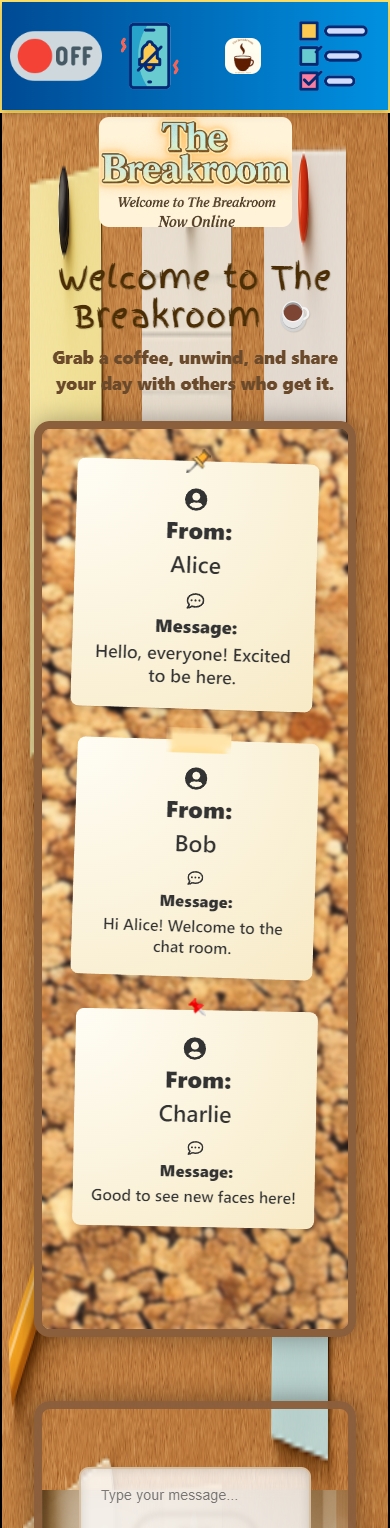 OFF
The
Breakroom
Welcome to The Breakroom
Now Online
Welcome to The
Breakroom
Grab a coffee, unwind, and share
your day with others who get it.
From:
Alice
Message:
Hello, everyone! Excited
to be here.
From:
Bob
Message:
Hi Alice! Welcome to the
chat room.
From:
Charlie
Message:
Good to see new faces here!
Type your message...